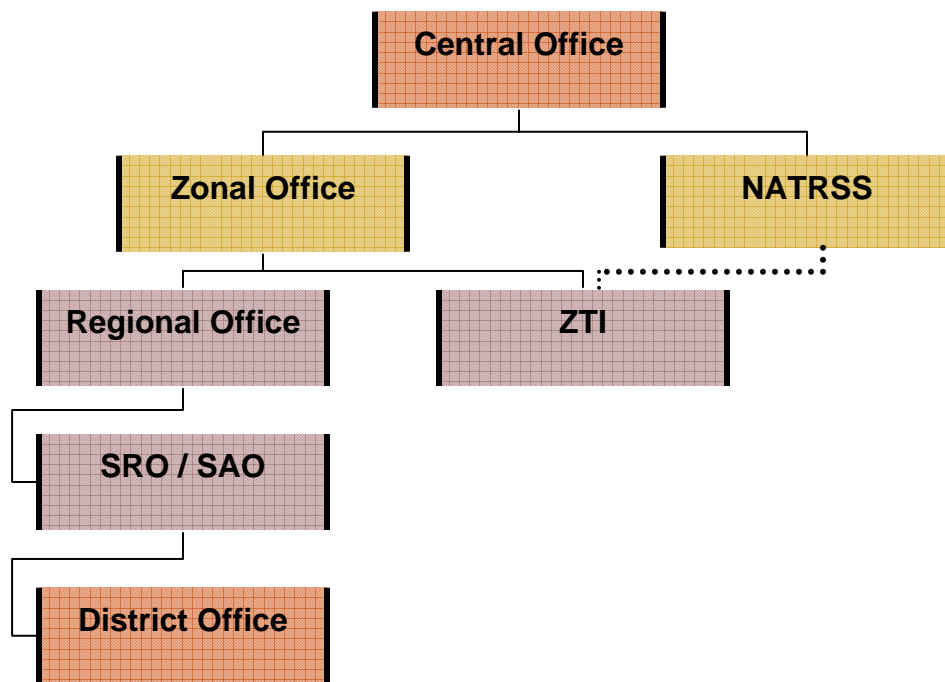 Central Office
Zonal Office
NATRSS
Regional Office
ZTI
SRO / SAO
District Office